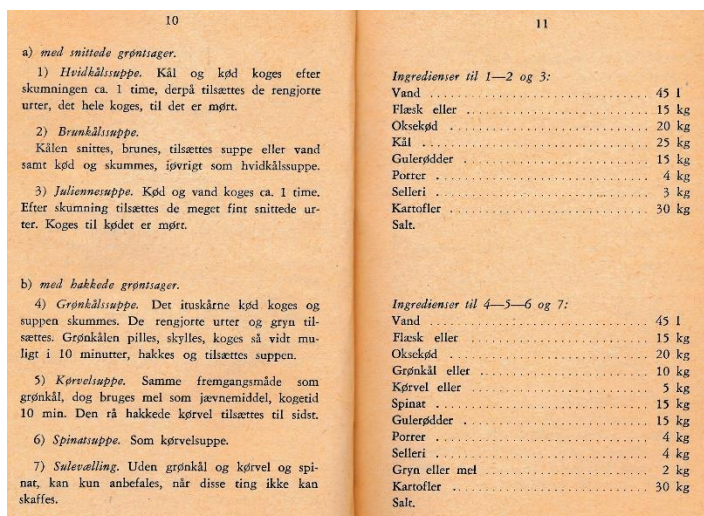 10
a) med snittede grøntsager.
1) Hvidkålssuppe. Kål og kød koges efter
skumningen ca. 1 time, derpå tilsættes de rengjorte
urter, det hele koges, til det er mørt.
2) Brunkålssuppe.
Kålen snittes, brunes, tilsættes suppe eller vand
samt kød og skummes, iøvrigt som hvidkålssuppe.
3) Juliennesuppe. Kød og vand koges ca. 1 time.
Efter skumning tilsættes de meget fint snittede ur-
ter. Koges til kødet er mørt.
b) med hakkede grøntsager.
4) Grønkålssuppe. Det ituskårne kød koges og
suppen skummes. De rengjorte urter og gryn til-
sættes. Grønkålen pilles, skylles, koges så vidt mu-
ligt i 10 minutter, hakkes og tilsættes suppen.
5) Kørvelsuppe. Samme fremgangsmåde som
grønkål, dog bruges mel som jævnemiddel, kogetid
10 min. Den rå hakkede kørvel tilsættes til sidst.
6) Spinatsuppe. Som kørvelsuppe.
7) Sulevælling. Uden grønkål og kørvel og spi-
nat, kan kun anbefales, når disse ting ikke kan
skaffes.
11
Ingredienser til 1—2 og 3:
Vand ........ 45 l
Flæsk eller ........ 15 kg
Oksekød ........ 20 kg
Kål ........ 25 kg
Gulerødder ........ 15 kg
Porrer ........ 4 kg
Selleri ........ 3 kg
Kartofler ........ 30 kg
Salt.
Ingredienser til 4—5—6 og 7:
Vand ........ 45 l
Flæsk eller ........ 15 kg
Oksekød ........ 20 kg
Grønkål eller ........ 10 kg
Kørvel eller ........ 5 kg
Spinat ........ 15 kg
Gulerødder ........ 15 kg
Porrer ........ 4 kg
Selleri ........ 4 kg
Gryn eller mel ........ 2 kg
Kartofler ........ 30 kg
Salt.